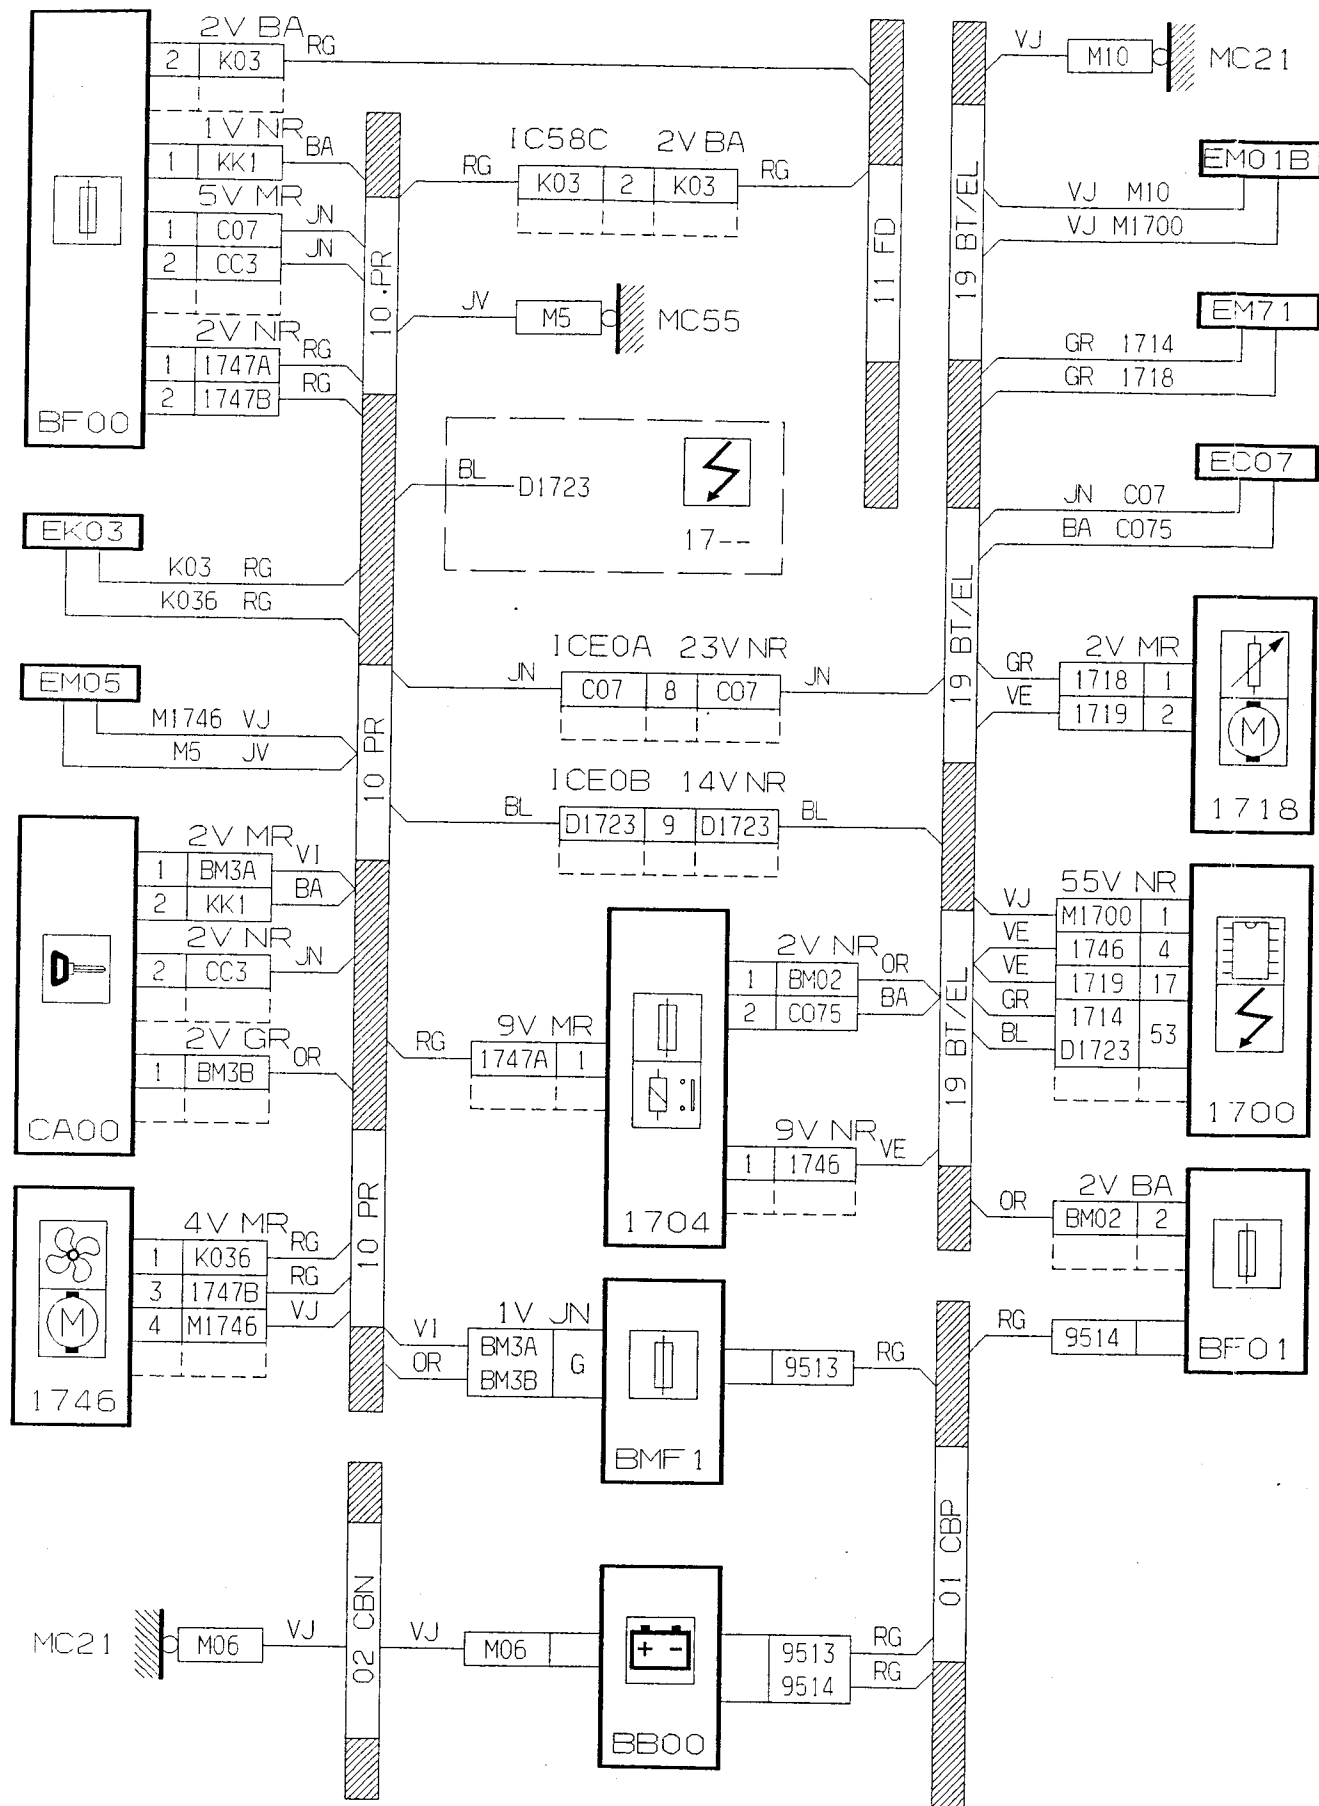 2V BA RG
2 K03
1V NR BA
1 KK1
5V MR JN
1 C07
2 CC3 JN
2V NR RG
1 1747A
2 1747B RG
BF00
10.PR
IC58C 2V BA
RG K03 2 K03 RG
JV M5 MC55
BL D1723
17--
11 FD
19 BT/EL
VJ M10 MC21
EM01B
VJ M10
VJ M1700
EM71
GR 1714
GR 1718
EC07
JN C07
BA C075
EK03
K03 RG
K036 RG
EM05
M1746 VJ
M5 JV
10 PR
ICE0A 23V NR
JN C07 8 C07 JN
ICE0B 14V NR
BL D1723 9 D1723 BL
19 BT/EL
2V MR
GR 1718 1
VE 1719 2
M
1718
2V MR VI
1 BM3A
2 KK1 BA
2V NR JN
2 CC3
2V GR OR
1 BM3B
CA00
9V MR
RG 1747A 1
2V NR OR
1 BM02
2 C075 BA
9V NR VE
1 1746
1704
19 BT/EL
55V NR
VJ M1700 1
VE 1746 4
VE 1719 17
GR 1714
BL D1723 53
1700
4V MR RG
1 K036
3 1747B RG
4 M1746 VJ
M
1746
10 PR
1V JN
VI BM3A
OR BM3B G
BMF1
9513 RG
2V BA
OR BM02 2
RG 9514
BF01
01 CBP
MC21 M06 VJ
02 CBN
VJ M06
+ -
9513 RG
9514 RG
BB00